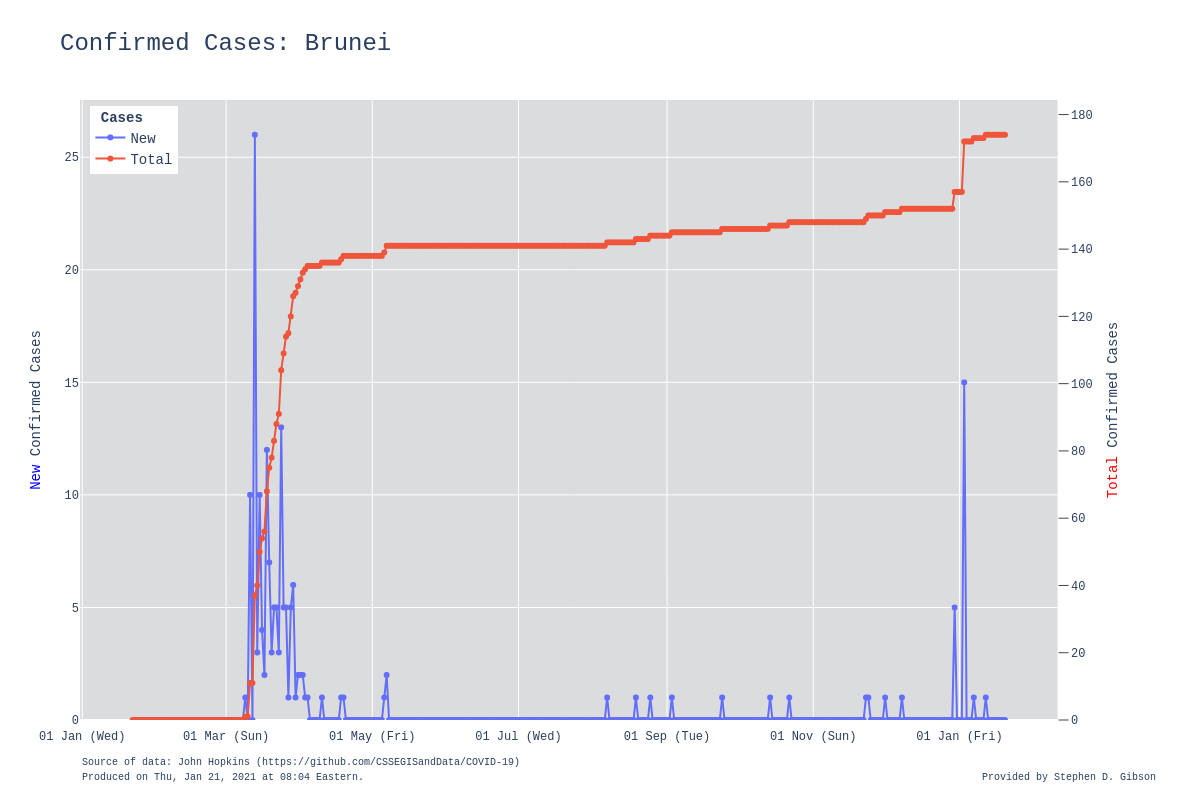 Confirmed Cases: Brunei
Cases
New
Total
25
20
15
10
5
0
180
160
140
120
100
80
60
40
20
0
New Confirmed Cases
Total Confirmed Cases
01 Jan (Wed)
01 Mar (Sun)
01 May (Fri)
01 Jul (Wed)
01 Sep (Tue)
01 Nov (Sun)
01 Jan (Fri)
Source of data: John Hopkins (https://github.com/CSSEGISandData/COVID-19)
Produced on Thu, Jan 21, 2021 at 08:04 Eastern.
Provided by Stephen D. Gibson